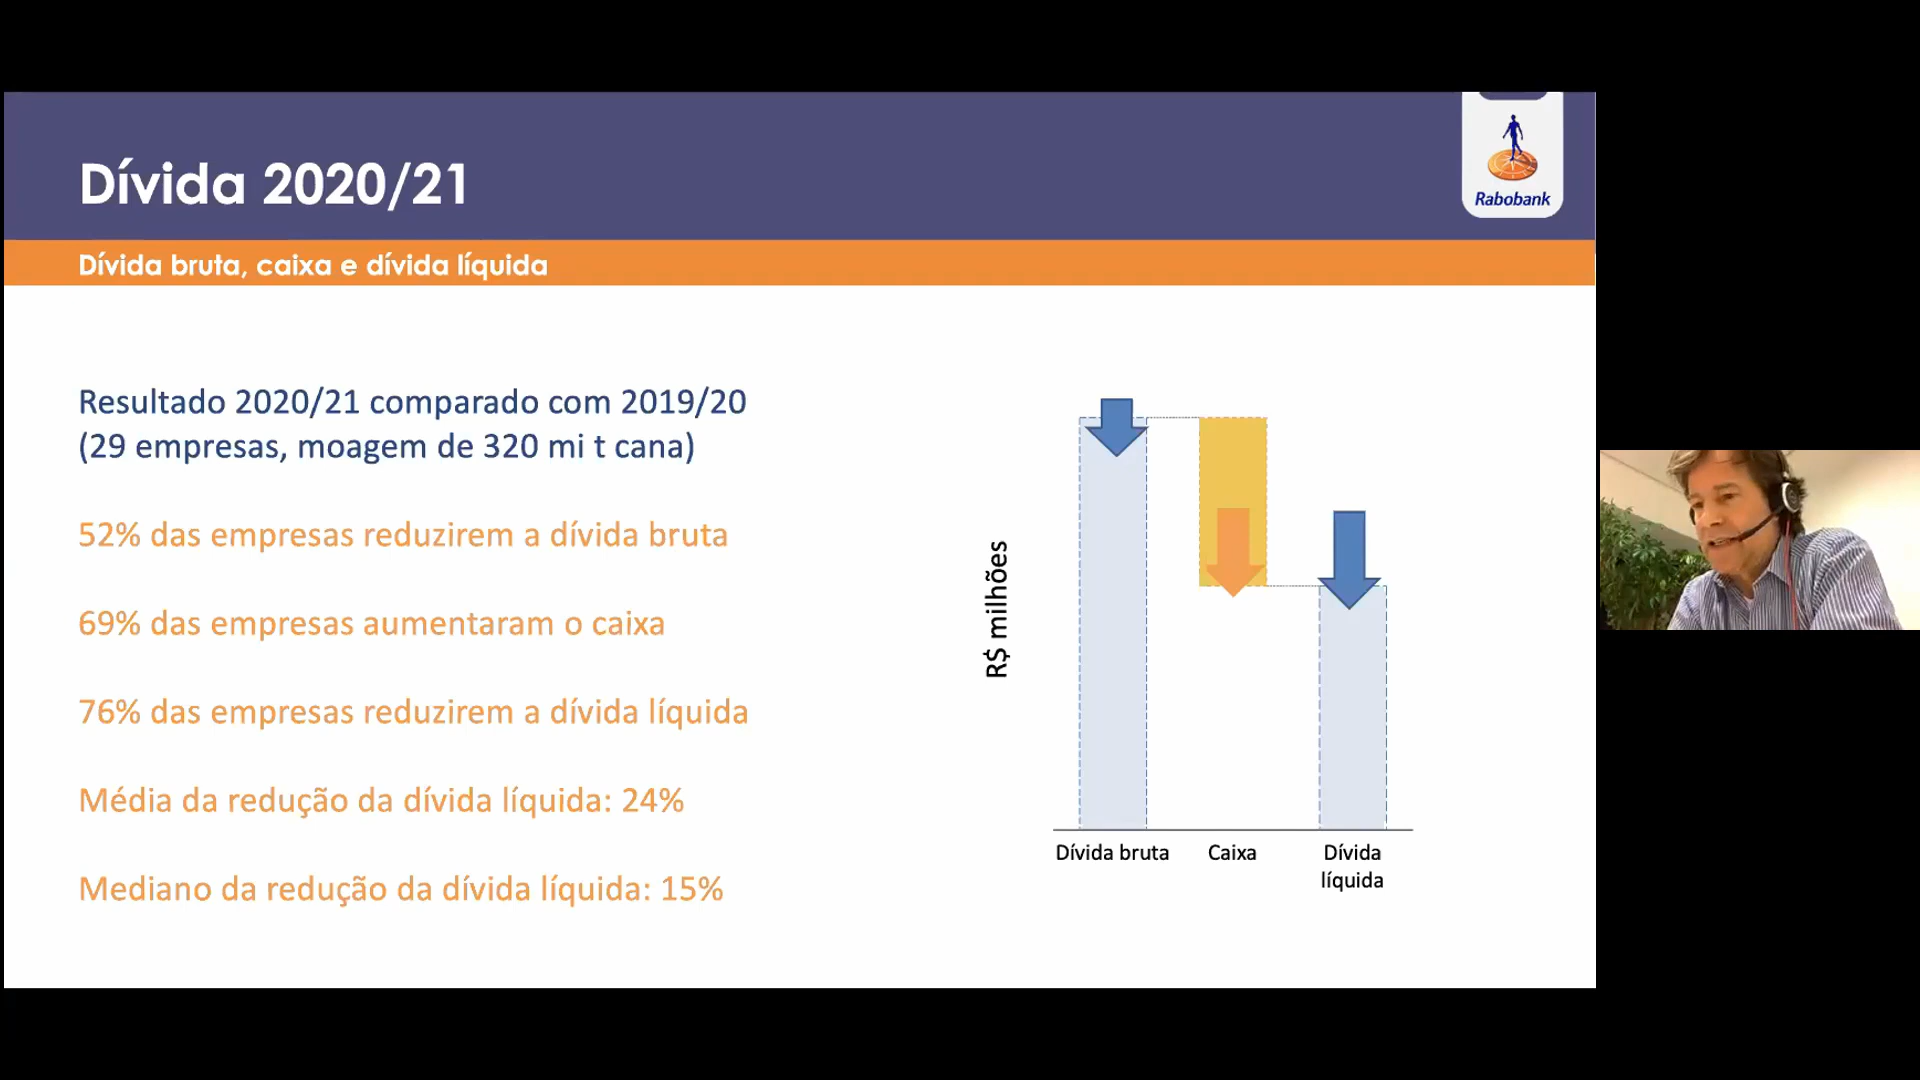 Dívida 2020/21
Rabobank
Dívida bruta, caixa e dívida líquida
Resultado 2020/21 comparado com 2019/20
(29 empresas, moagem de 320 mi t cana)
52% das empresas reduzirem a dívida bruta
69% das empresas aumentaram o caixa
76% das empresas reduzirem a dívida líquida
Média da redução da dívida líquida: 24%
Mediano da redução da dívida líquida: 15%
R$ milhões
Dívida bruta
Caixa
Dívida
líquida